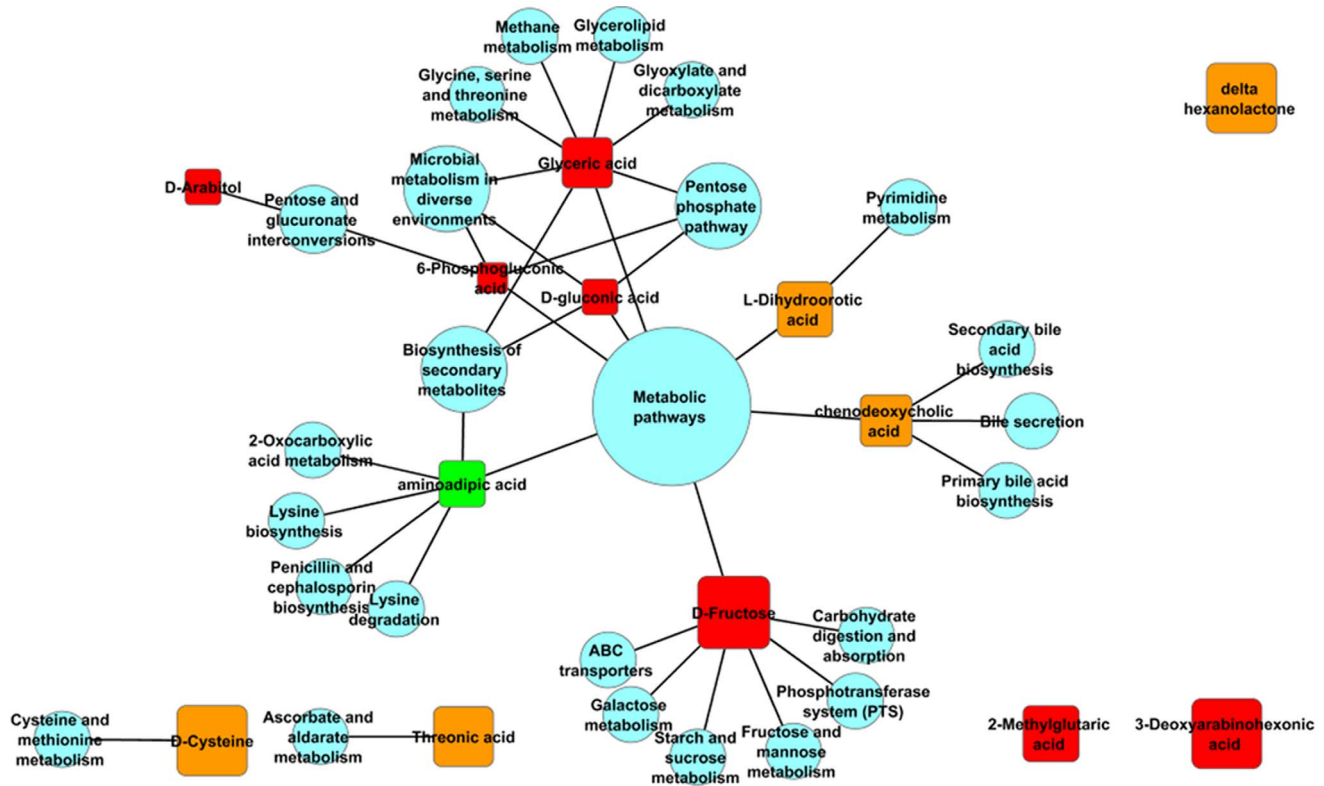 Methane
metabolism
Glycerolipid
metabolism
Glycine, serine
and threonine
metabolism
Glyoxylate and
dicarboxylate
metabolism
delta
hexanolactone
Glyceric acid
Microbial
metabolism in
diverse
environments
D-Arabitol
Pentose and
glucuronate
interconversions
Pentose
phosphate
pathway
Pyrimidine
metabolism
6-Phosphogluconic
acid
D-gluconic acid
L-Dihydroorotic
acid
Biosynthesis of
secondary
metabolites
Metabolic
pathways
Secondary bile
acid
biosynthesis
chenodeoxycholic
acid
Bile secretion
Primary bile acid
biosynthesis
2-Oxocarboxylic
acid metabolism
aminoadipic acid
Lysine
biosynthesis
Penicillin and
cephalosporin
biosynthesis
Lysine
degradation
D-Fructose
Carbohydrate
digestion and
absorption
ABC
transporters
Phosphotransferase
system (PTS)
Galactose
metabolism
Starch and
sucrose
metabolism
Fructose and
mannose
metabolism
Cysteine and
methionine
metabolism
D-Cysteine
Ascorbate and
aldarate
metabolism
Threonic acid
2-Methylglutaric
acid
3-Deoxyarabinohexonic
acid